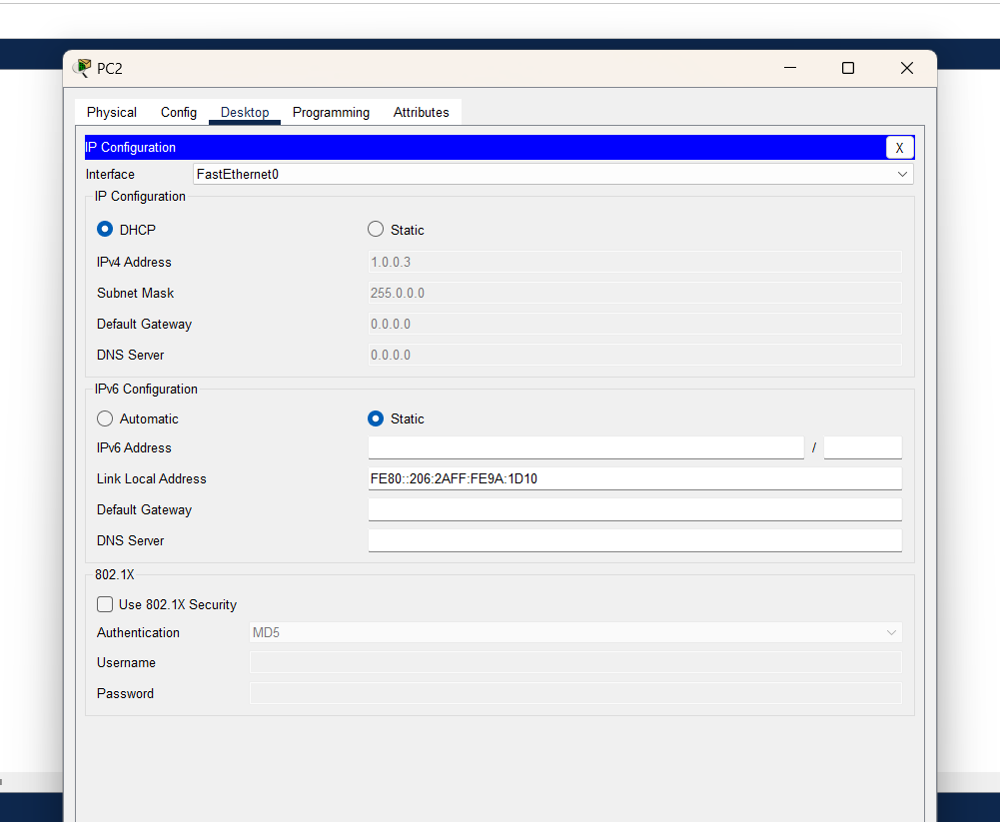 PC2
Physical Config Desktop Programming Attributes
IP Configuration X
Interface FastEthernet0
IP Configuration
DHCP Static
IPv4 Address 1.0.0.3
Subnet Mask 255.0.0.0
Default Gateway 0.0.0.0
DNS Server 0.0.0.0
IPv6 Configuration
Automatic Static
IPv6 Address /
Link Local Address FE80::206:2AFF:FE9A:1D10
Default Gateway
DNS Server
802.1X
Use 802.1X Security
Authentication MD5
Username
Password